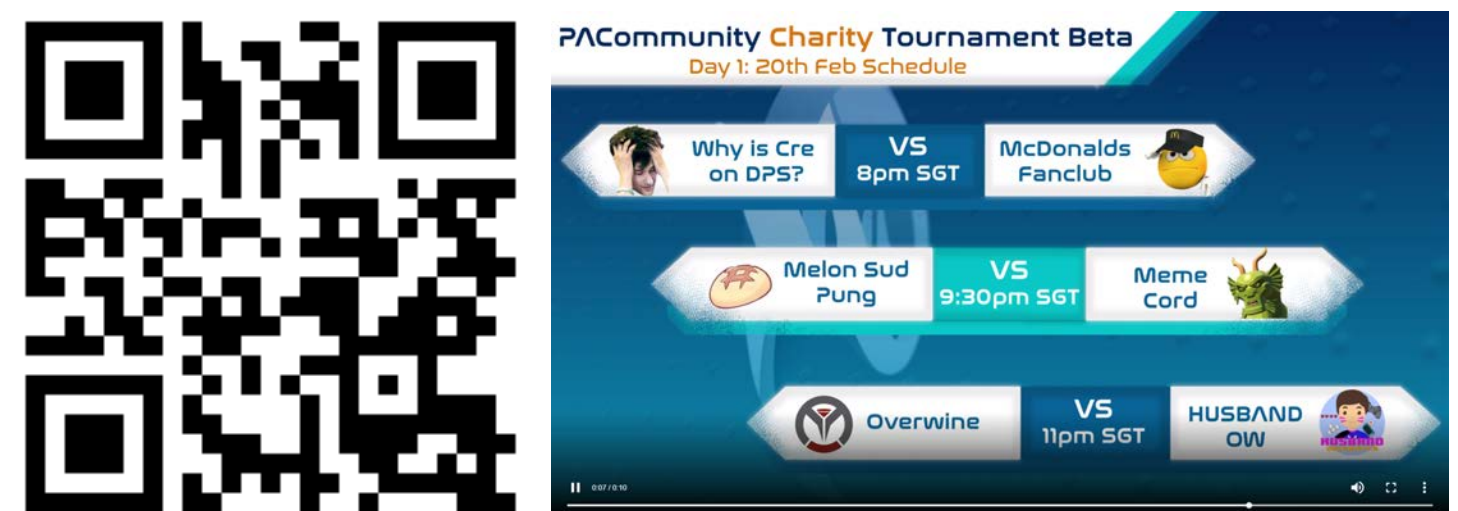 PACommunity Charity Tournament Beta
Day 1: 20th Feb Schedule
Why is Cre
on DPS?
VS
8pm SGT
McDonalds
Fanclub
Melon Sud
Pung
VS
9:30pm SGT
Meme
Cord
Overwine
VS
11pm SGT
HUSBAND
OW
HUSBAND
0:07 / 0:10